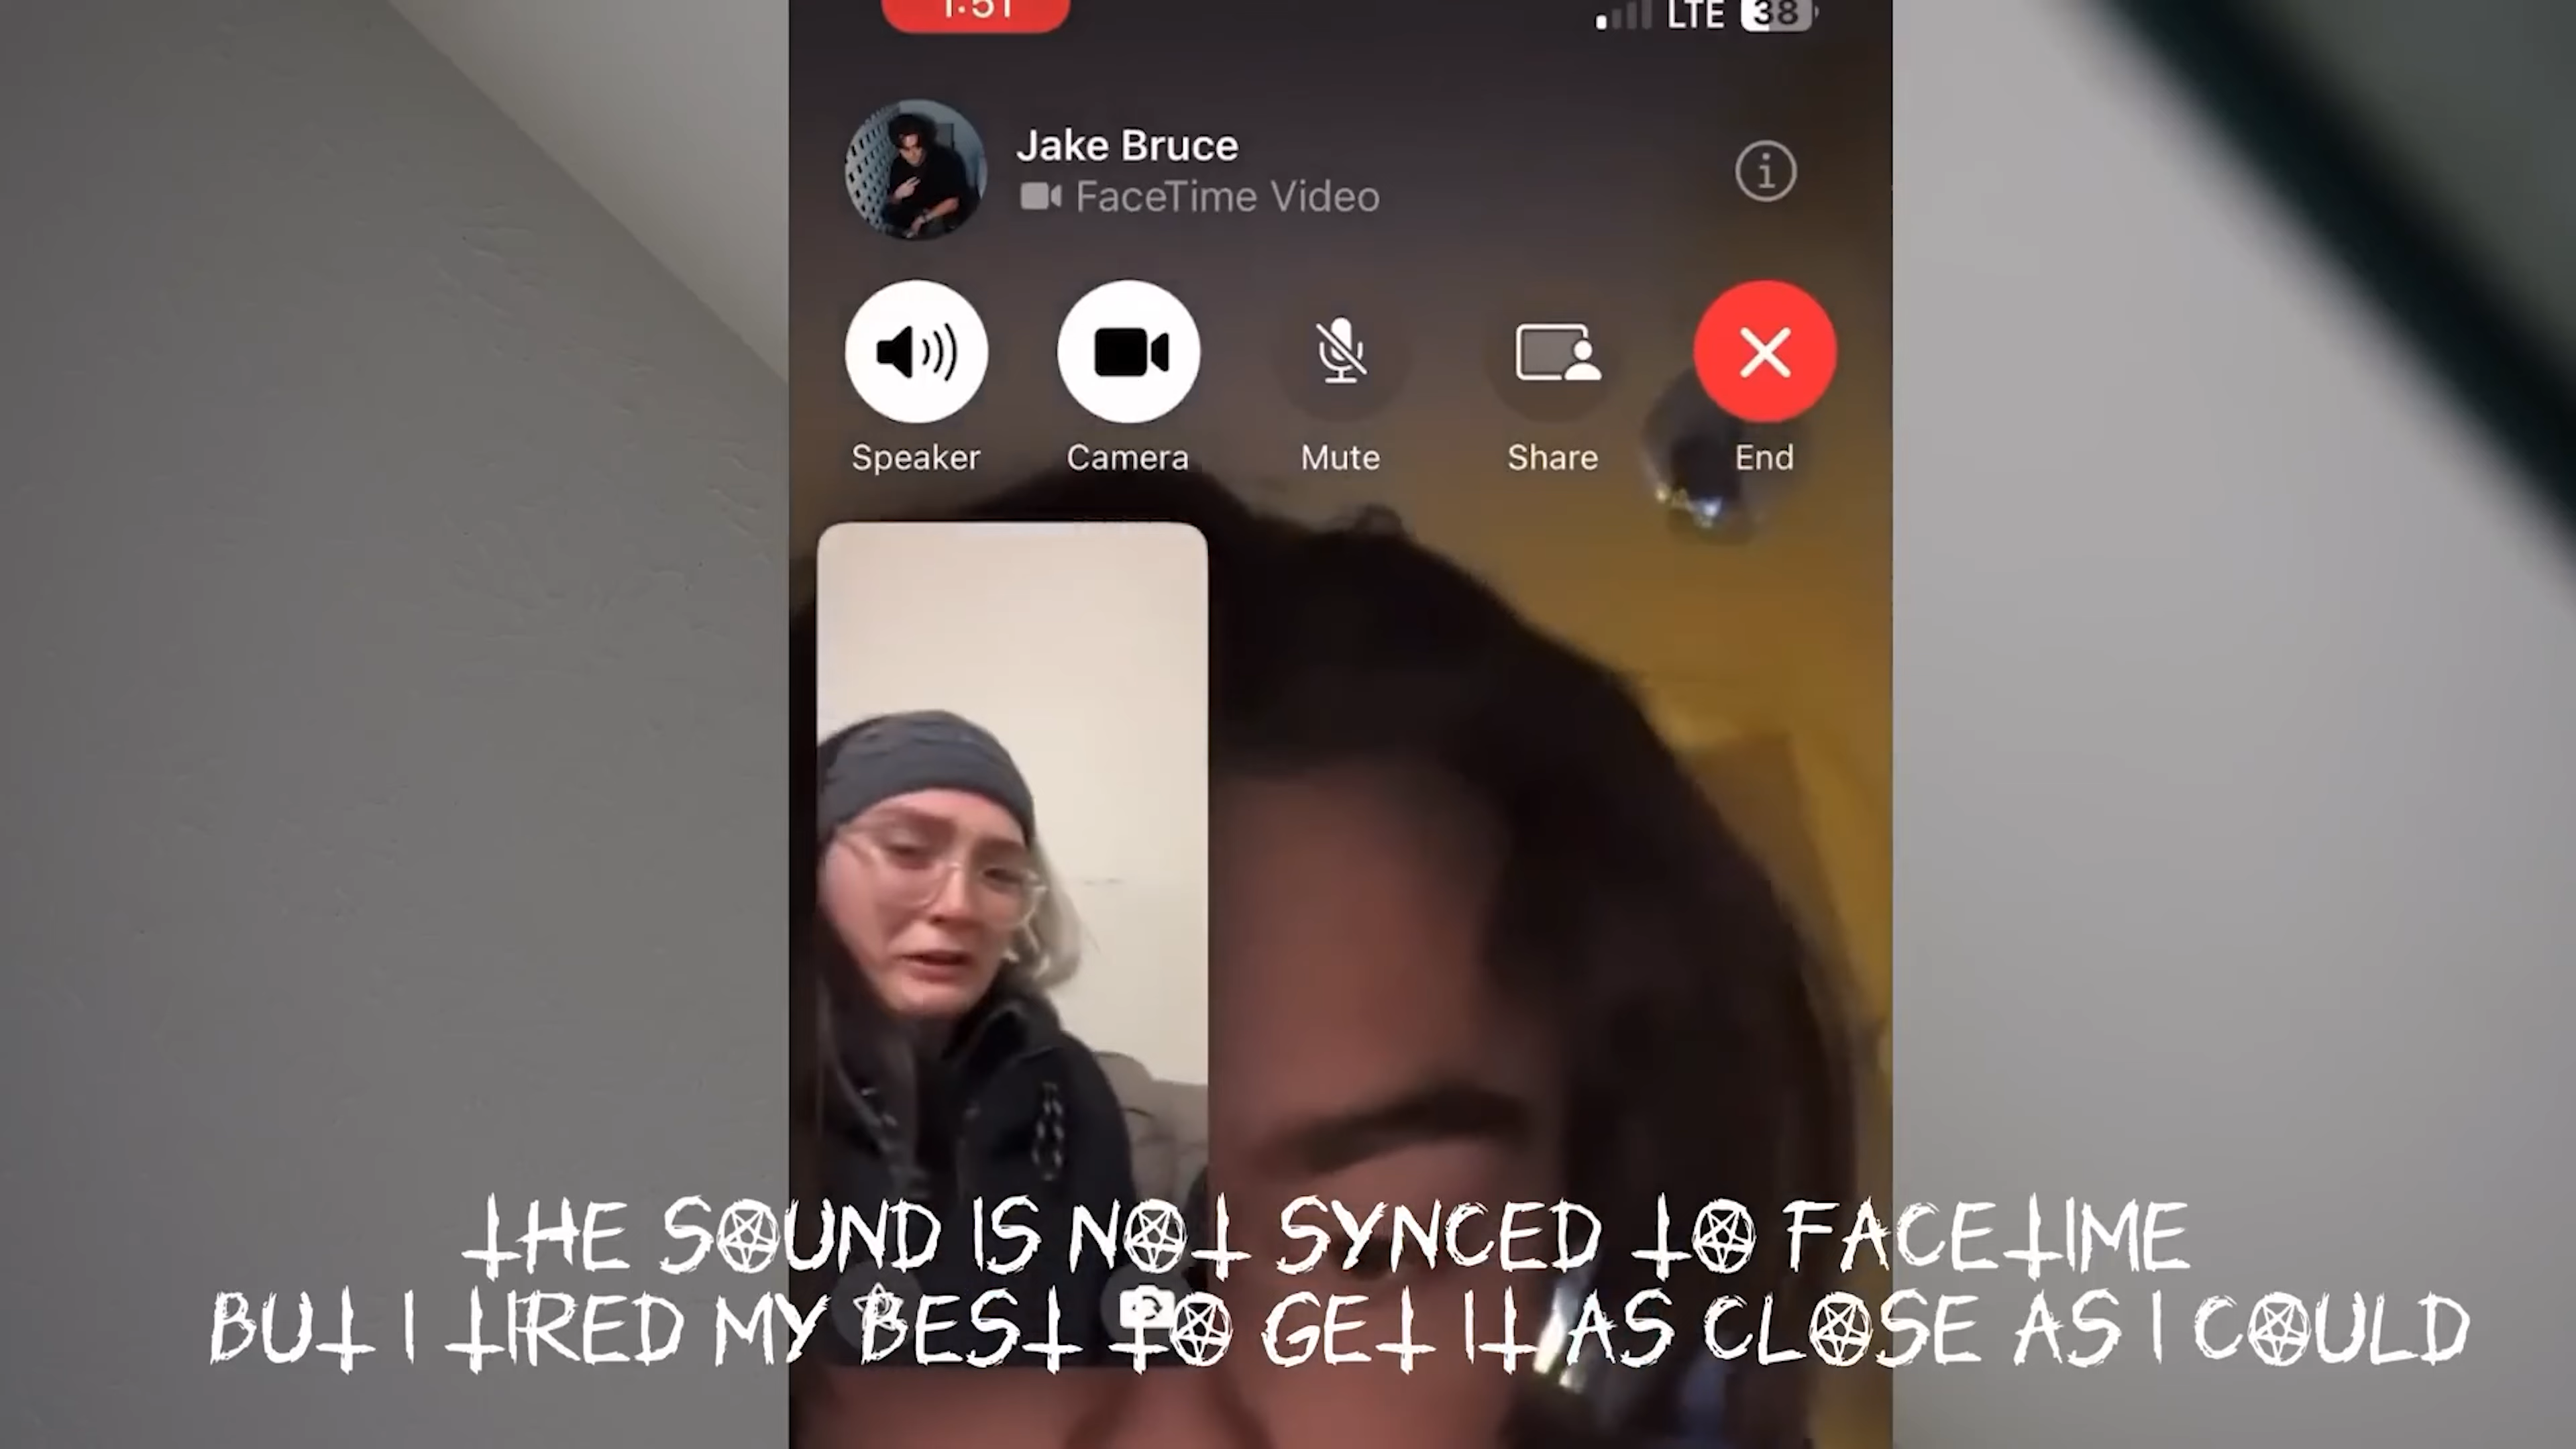 1:51 LTE 38
Jake Bruce
FaceTime Video
Speaker Camera Mute Share End
THE SOUND IS NOT SYNCED TO FACETIME
BUT I TIRED MY BEST TO GET IT AS CLOSE AS I COULD